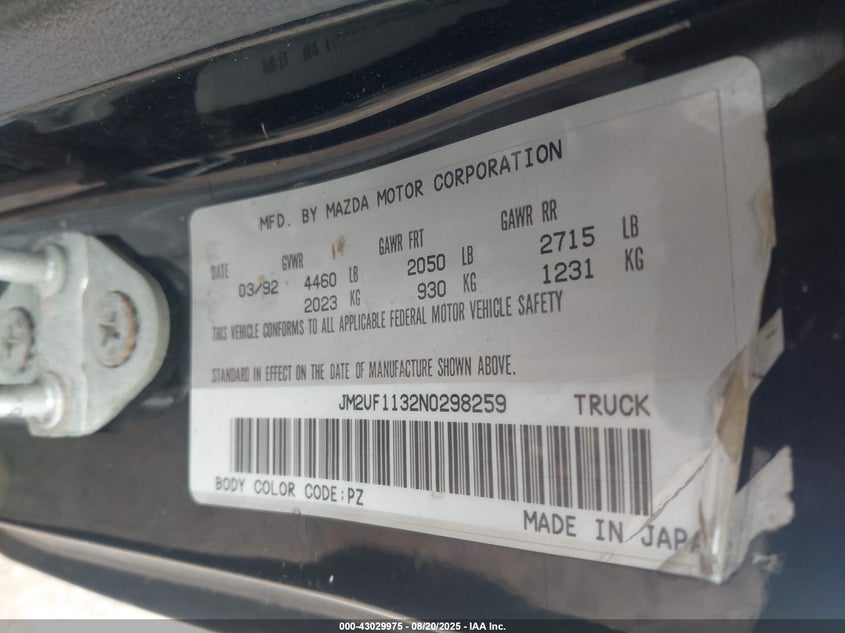 MFD. BY MAZDA MOTOR CORPORATION
DATE GVWR GAWR FRT GAWR RR
03/92 4460 LB 2050 LB 2715 LB
2023 KG 930 KG 1231 KG
THIS VEHICLE CONFORMS TO ALL APPLICABLE FEDERAL MOTOR VEHICLE SAFETY
STANDARD IN EFFECT ON THE DATE OF MANUFACTURE SHOWN ABOVE.
JM2UF1132N0298259 TRUCK
BODY COLOR CODE:PZ
MADE IN JAPA
000-43029975 - 08/20/2025 - IAA Inc.